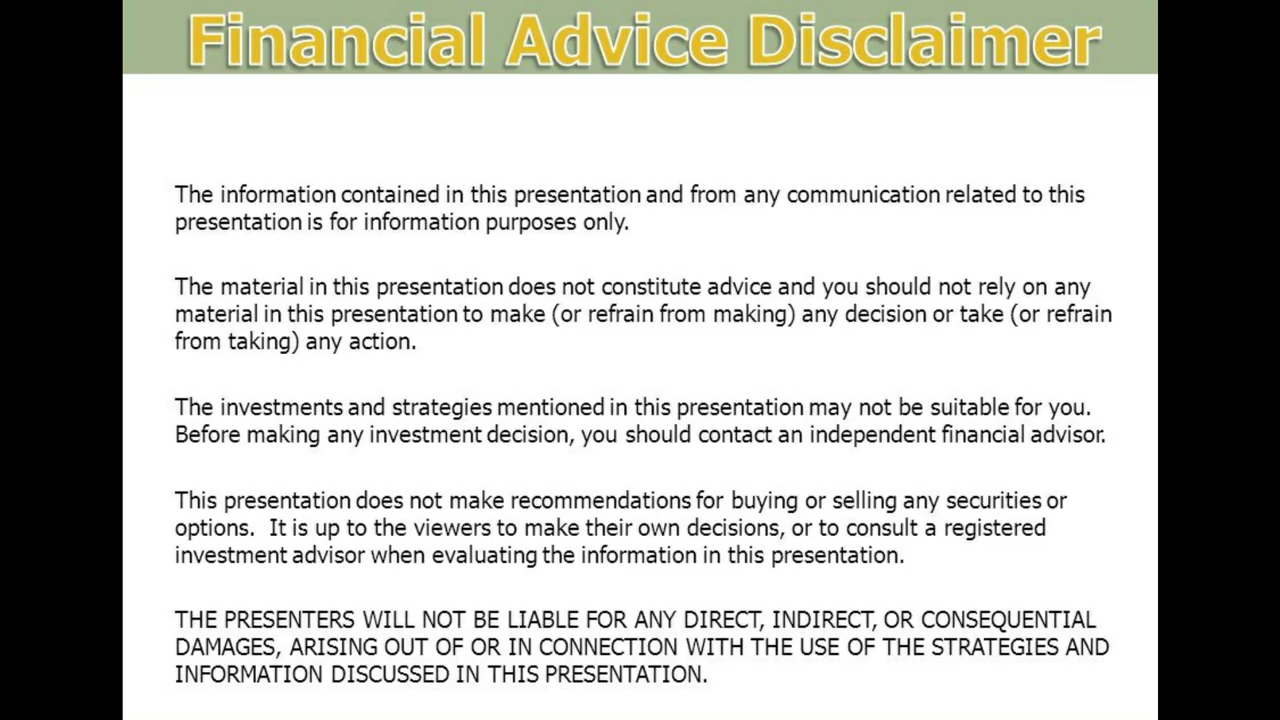 Financial Advice Disclaimer
The information contained in this presentation and from any communication related to this
presentation is for information purposes only.
The material in this presentation does not constitute advice and you should not rely on any
material in this presentation to make (or refrain from making) any decision or take (or refrain
from taking) any action.
The investments and strategies mentioned in this presentation may not be suitable for you.
Before making any investment decision, you should contact an independent financial advisor.
This presentation does not make recommendations for buying or selling any securities or
options.  It is up to the viewers to make their own decisions, or to consult a registered
investment advisor when evaluating the information in this presentation.
THE PRESENTERS WILL NOT BE LIABLE FOR ANY DIRECT, INDIRECT, OR CONSEQUENTIAL
DAMAGES, ARISING OUT OF OR IN CONNECTION WITH THE USE OF THE STRATEGIES AND
INFORMATION DISCUSSED IN THIS PRESENTATION.